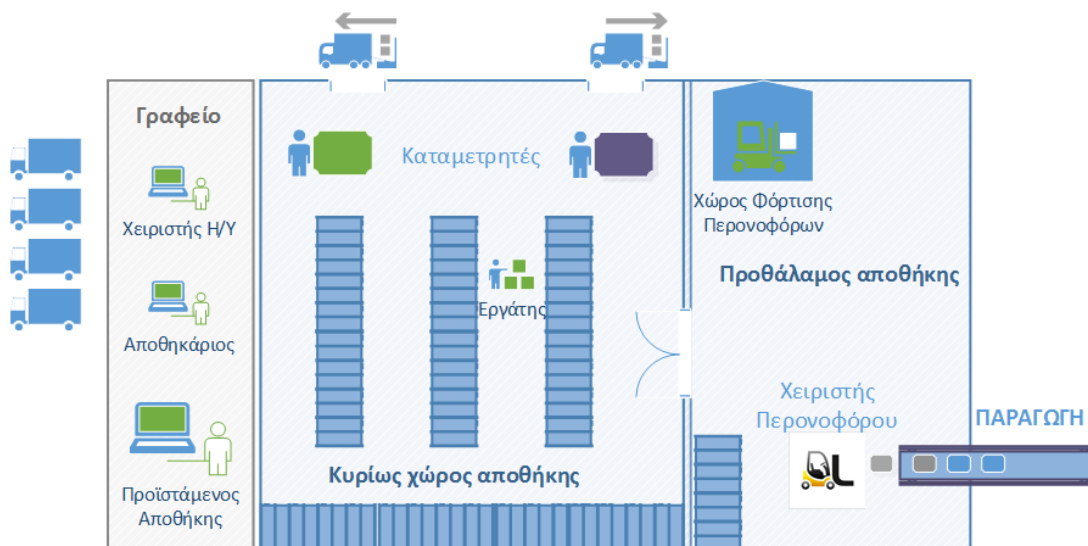 Γραφείο
Χειριστής Η/Υ
Αποθηκάριος
Προϊστάμενος
Αποθήκης
Καταμετρητές
Εργάτης
Κυρίως χώρος αποθήκης
Χώρος Φόρτισης
Περονοφόρων
Προθάλαμος αποθήκης
Χειριστής
Περονοφόρου
ΠΑΡΑΓΩΓΗ